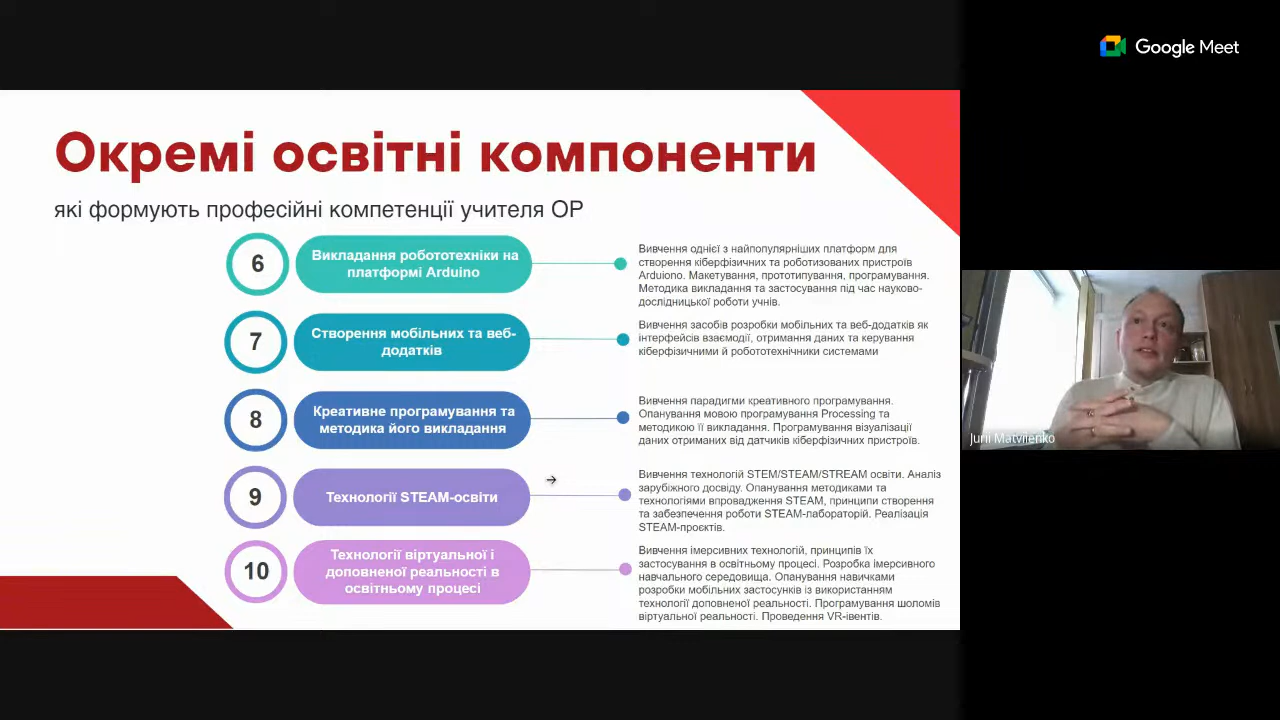 Google Meet
Окремі освітні компоненти
які формують професійні компетенції учителя ОР
6
Викладання робототехніки на
платформі Arduino
Вивчення однієї з найпопулярніших платформ для
створення кіберфізичних та роботизованих пристроїв
Arduiono. Макетування, прототипування, програмування.
Методика викладання та застосування під час науково-
дослідницької роботи учнів.
7
Створення мобільних та веб-
додатків
Вивчення засобів розробки мобільних та веб-додатків як
інтерфейсів взаємодії, отримання даних та керування
кіберфізичними й робототехнічники системами
8
Креативне програмування та
методика його викладання
Вивчення парадигми креативного програмування.
Опанування мовою програмування Processing та
методикою її викладання. Програмування візуалізації
даних отриманих від датчиків кіберфізичних пристроїв.
9
Технології STEAM-освіти
Вивчення технологій STEM/STEAM/STREAM освіти. Аналіз
зарубіжного досвіду. Опанування методиками та
технологіями впровадження STEAM, принципи створення
та забезпечення роботи STEAM-лабораторій. Реалізація
STEAM-проєктів.
10
Технології віртуальної і
доповненої реальності в
освітньому процесі
Вивчення імерсивних технологій, принципів їх
застосування в освітньому процесі. Розробка імерсивного
навчального середовища. Опанування навичками
розробки мобільних застосунків із використанням
технології доповненої реальності. Програмування шоломів
віртуальної реальності. Проведення VR-івентів.
Jurii Matviienko